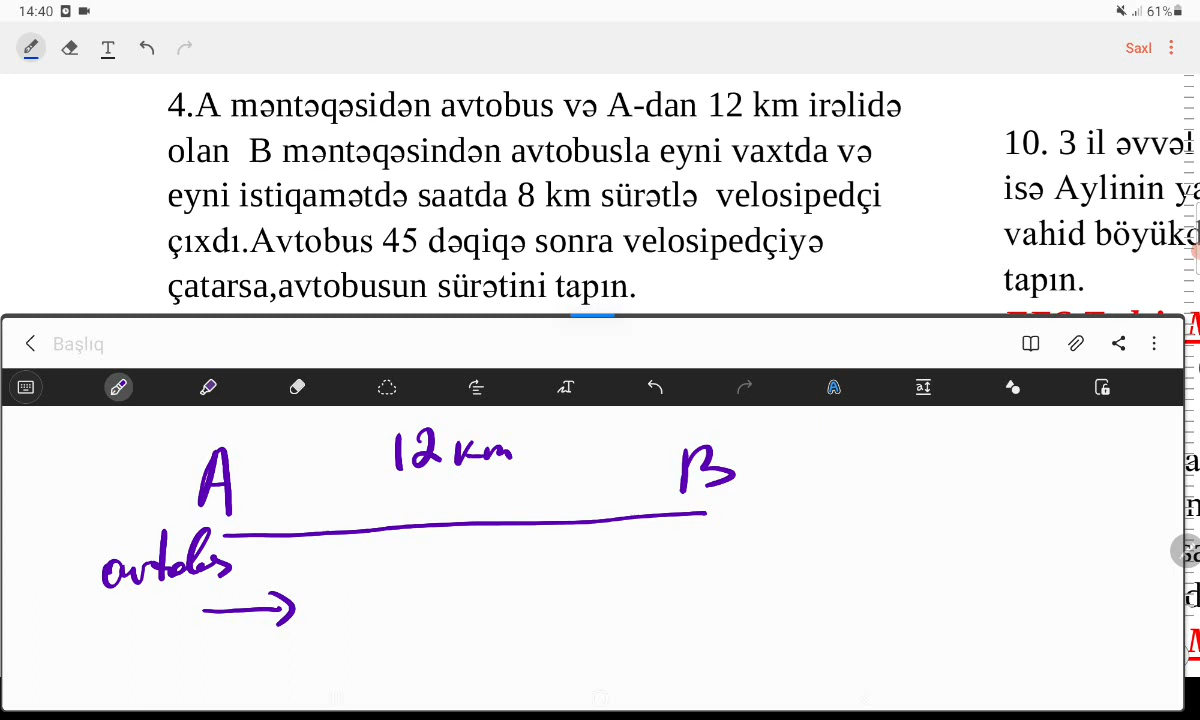 14:40
61%
Saxl
4.A məntəqəsidən avtobus və A-dan 12 km irəlidə
olan B məntəqəsindən avtobusla eyni vaxtda və
eyni istiqamətdə saatda 8 km sürətlə velosipedçi
çıxdı.Avtobus 45 dəqiqə sonra velosipedçiyə
çatarsa,avtobusun sürətini tapın.
10. 3 il əvvəl
isə Aylinin ya
vahid böyükd
tapın.
Başlıq
12 km
A B
avtobus